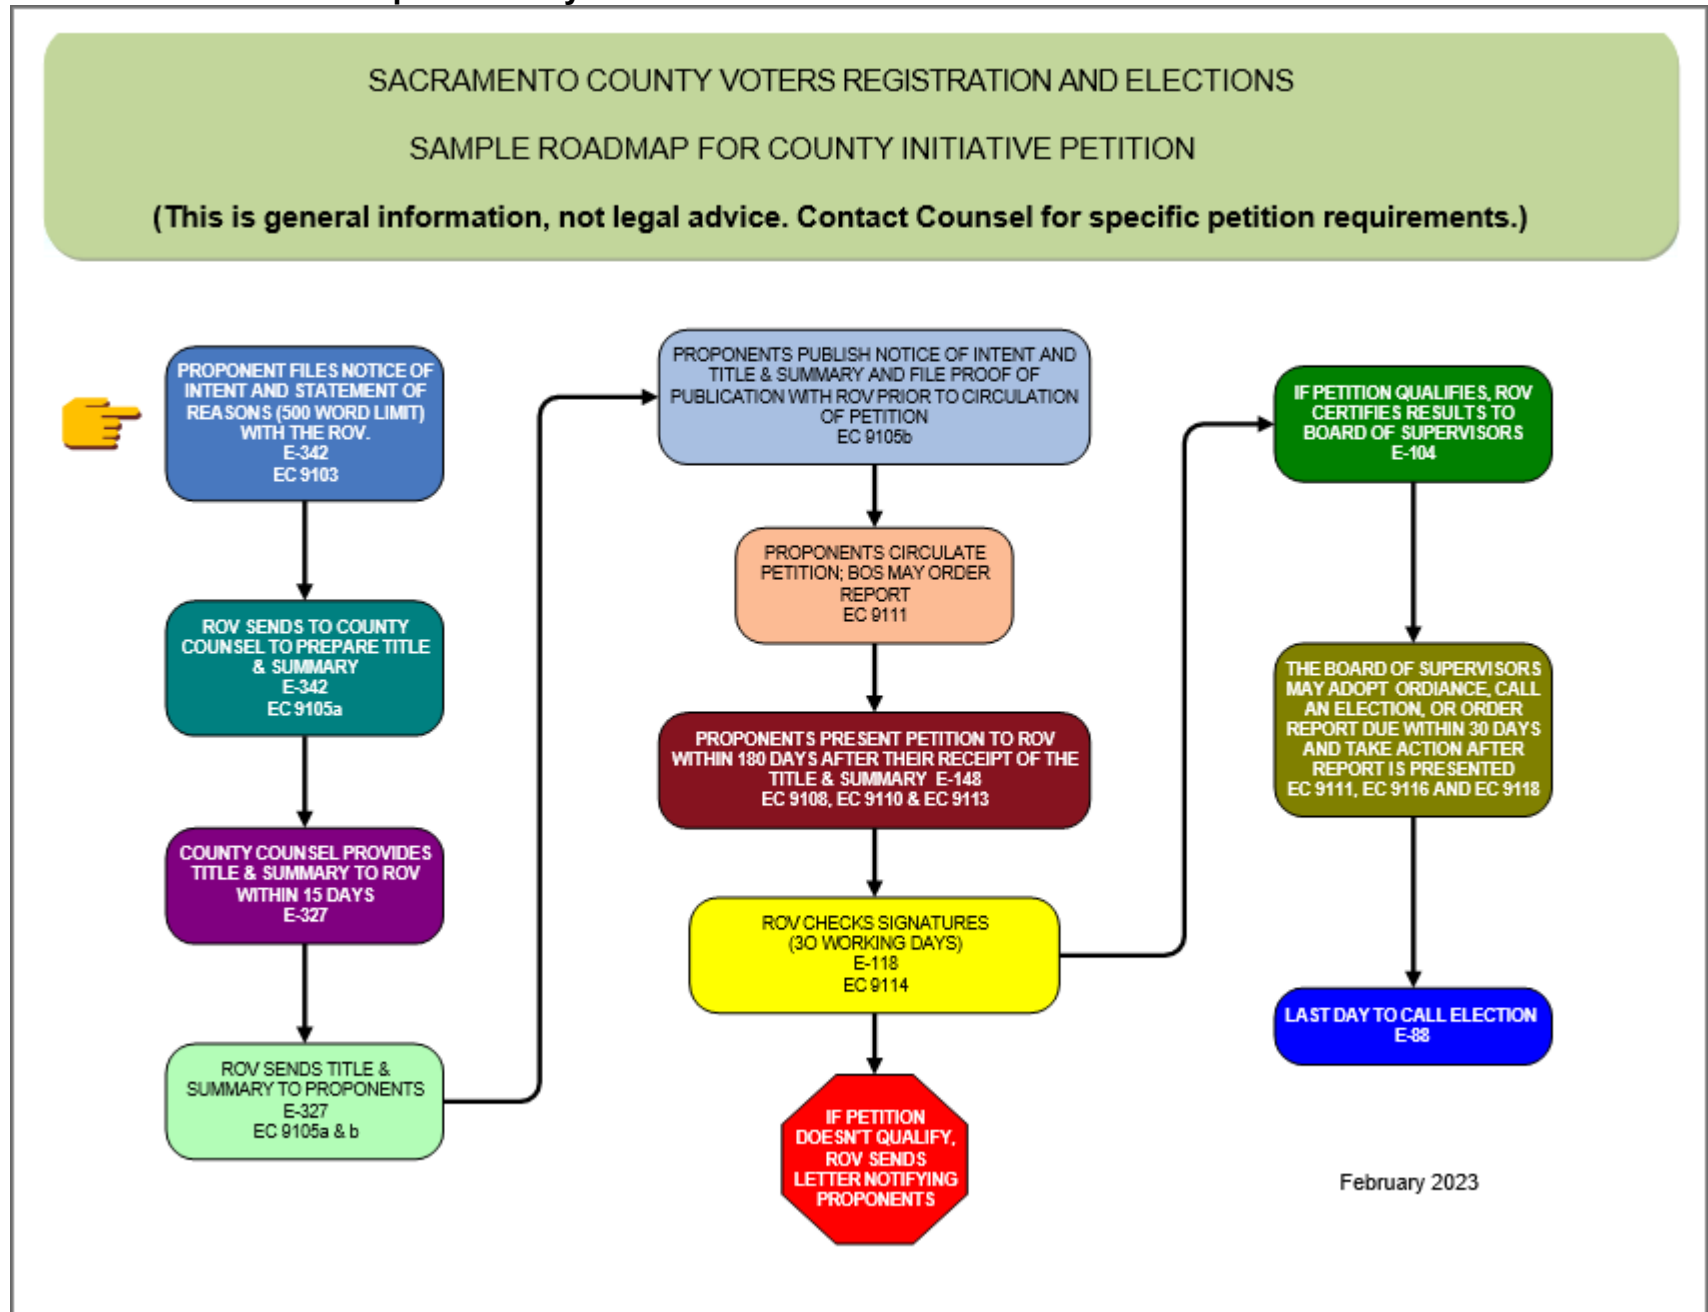 SACRAMENTO COUNTY VOTERS REGISTRATION AND ELECTIONS
SAMPLE ROADMAP FOR COUNTY INITIATIVE PETITION
(This is general information, not legal advice. Contact Counsel for specific petition requirements.)
PROPONENT FILES NOTICE OF
INTENT AND STATEMENT OF
REASONS (500 WORD LIMIT)
WITH THE ROV.
E-342
EC 9103
ROV SENDS TO COUNTY
COUNSEL TO PREPARE TITLE
& SUMMARY
E-342
EC 9105a
COUNTY COUNSEL PROVIDES
TITLE & SUMMARY TO ROV
WITHIN 15 DAYS
E-327
ROV SENDS TITLE &
SUMMARY TO PROPONENTS
E-327
EC 9105a & b
PROPONENTS PUBLISH NOTICE OF INTENT AND
TITLE & SUMMARY AND FILE PROOF OF
PUBLICATION WITH ROV PRIOR TO CIRCULATION
OF PETITION
EC 9105b
PROPONENTS CIRCULATE
PETITION; BOS MAY ORDER
REPORT
EC 9111
PROPONENTS PRESENT PETITION TO ROV
WITHIN 180 DAYS AFTER THEIR RECEIPT OF THE
TITLE & SUMMARY E-148
EC 9108, EC 9110 & EC 9113
ROV CHECKS SIGNATURES
(3O WORKING DAYS)
E-118
EC 9114
IF PETITION
DOESN'T QUALIFY,
ROV SENDS
LETTER NOTIFYING
PROPONENTS
IF PETITION QUALIFIES, ROV
CERTIFIES RESULTS TO
BOARD OF SUPERVISORS
E-104
THE BOARD OF SUPERVISORS
MAY ADOPT ORDIANCE, CALL
AN ELECTION, OR ORDER
REPORT DUE WITHIN 30 DAYS
AND TAKE ACTION AFTER
REPORT IS PRESENTED
EC 9111, EC 9116 AND EC 9118
LAST DAY TO CALL ELECTION
E-88
February 2023